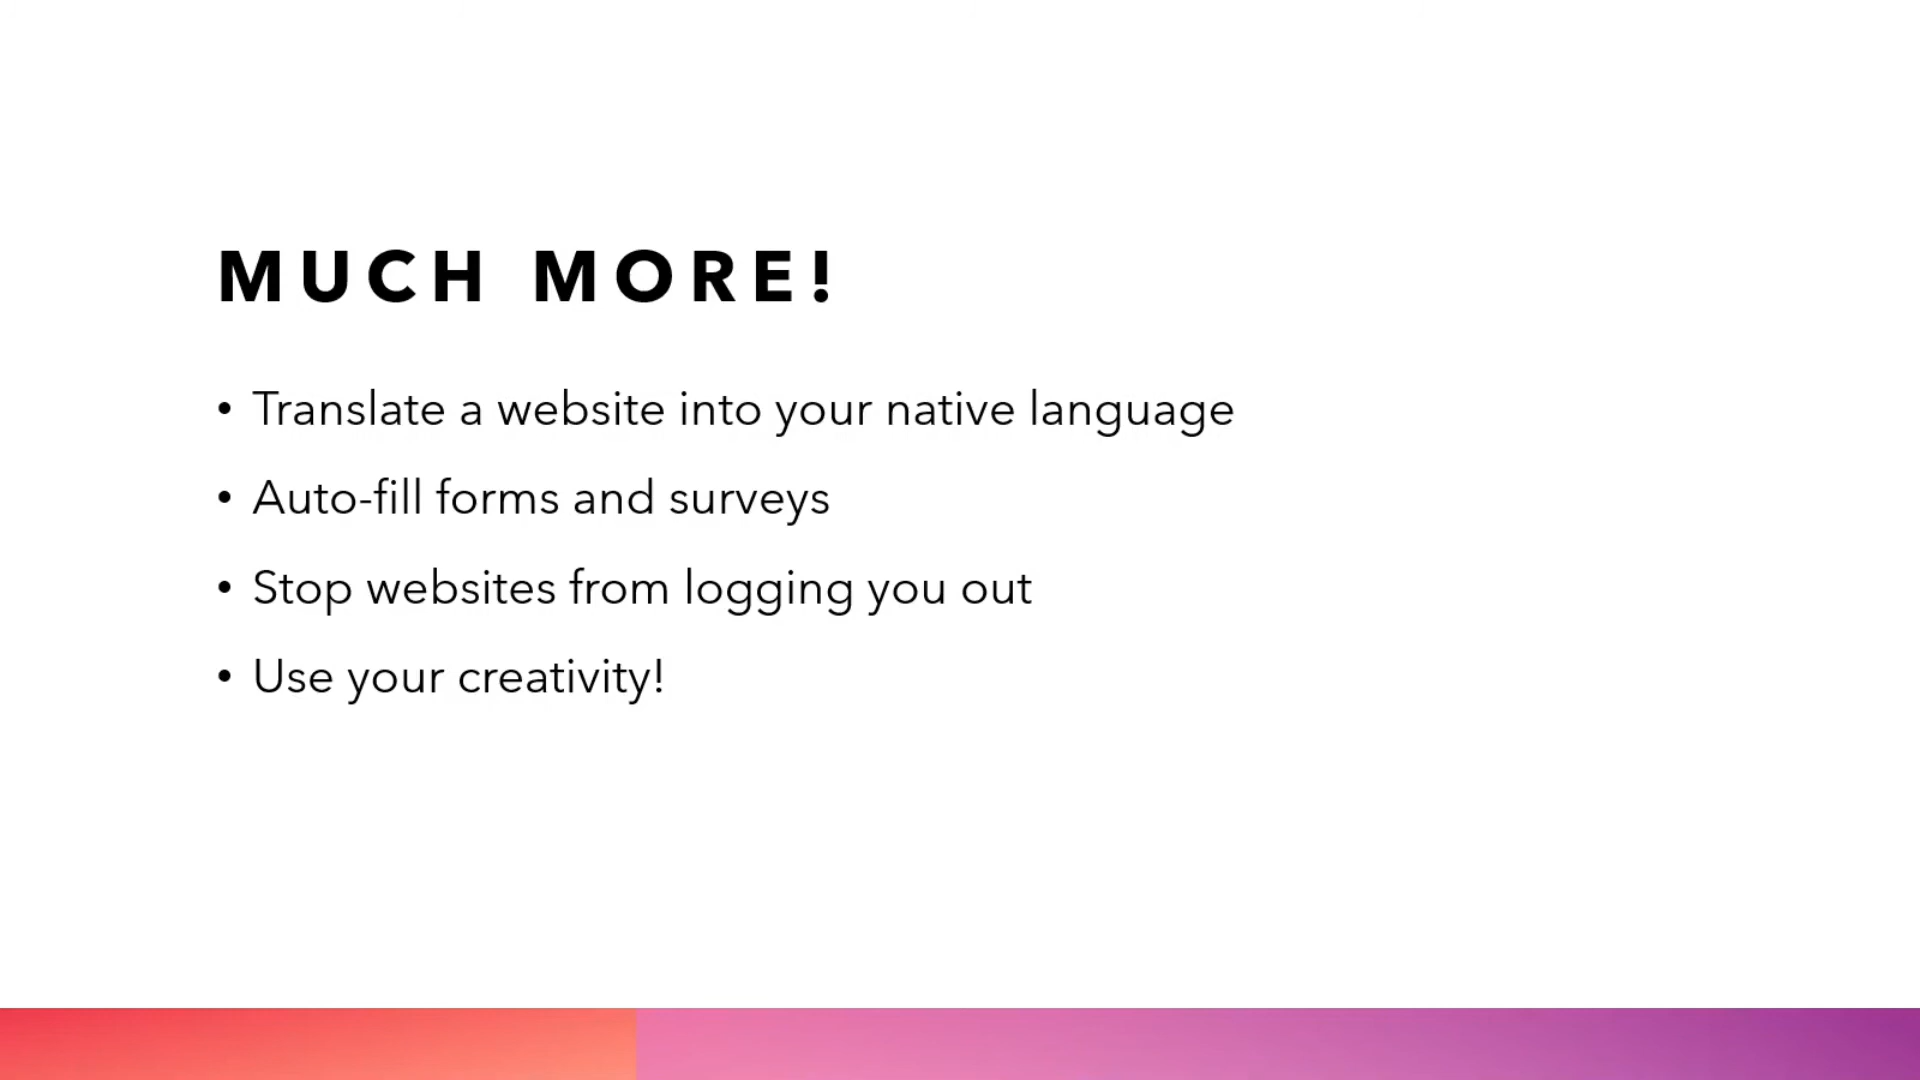 MUCH MORE!
• Translate a website into your native language
• Auto-fill forms and surveys
• Stop websites from logging you out
• Use your creativity!